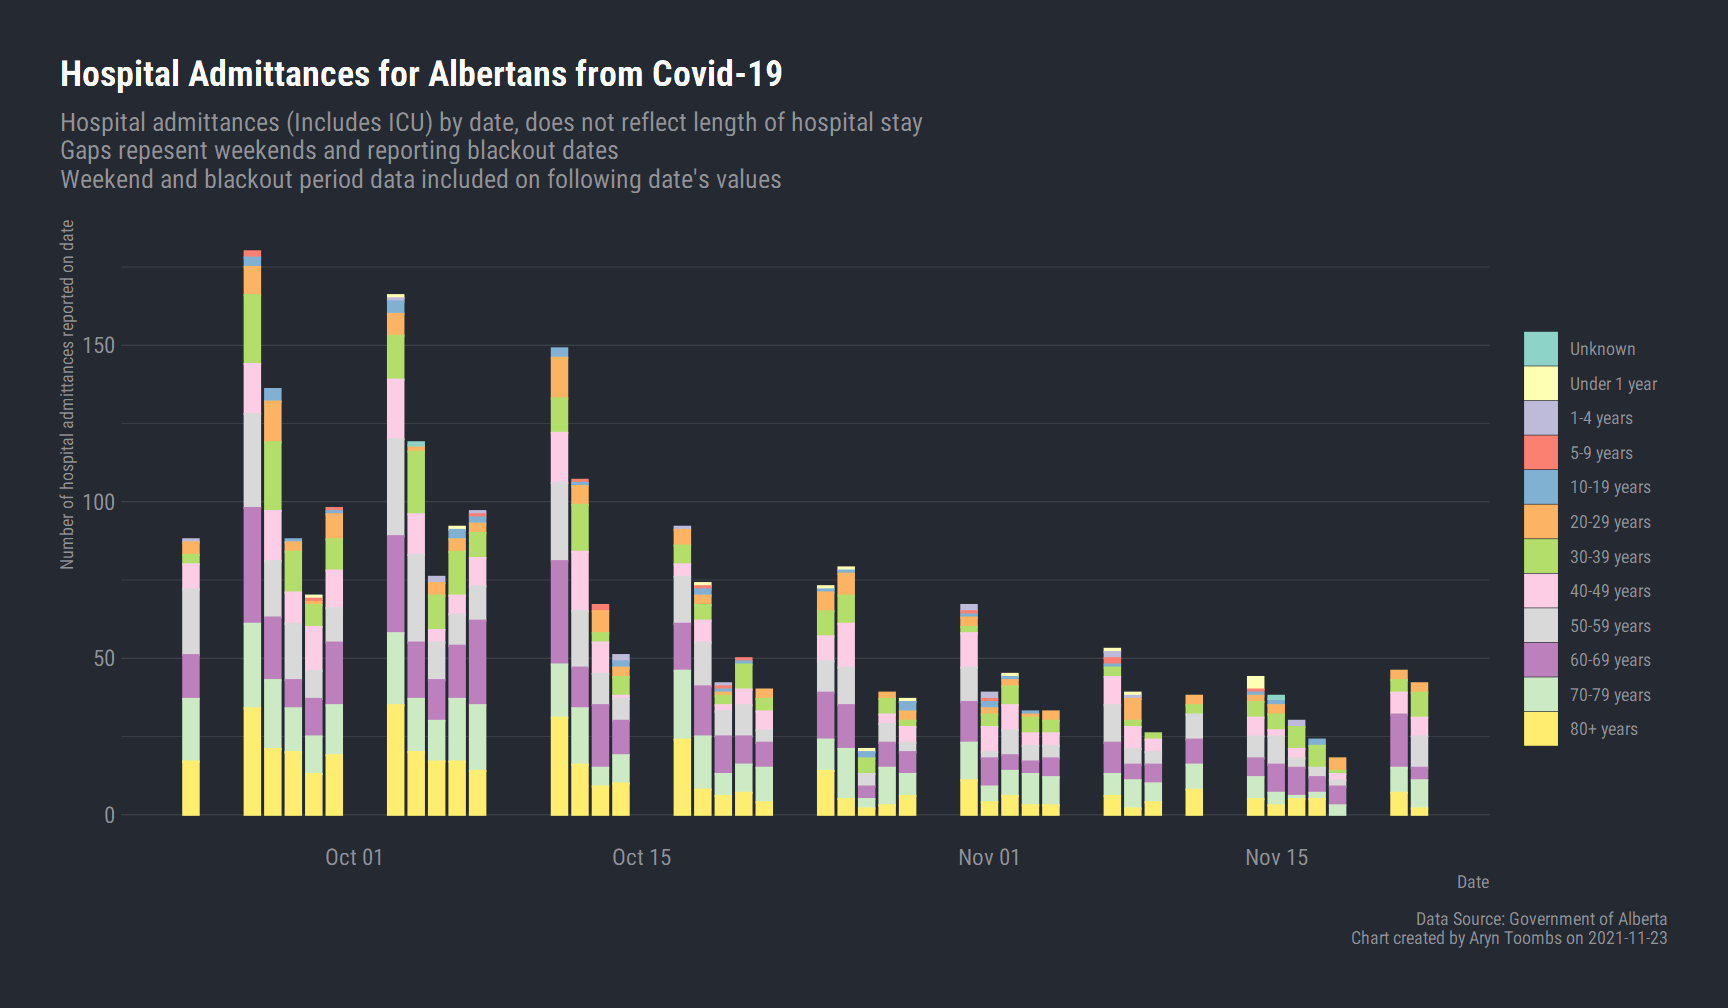 Hospital Admittances for Albertans from Covid-19
Hospital admittances (Includes ICU) by date, does not reflect length of hospital stay
Gaps repesent weekends and reporting blackout dates
Weekend and blackout period data included on following date's values
Number of hospital admittances reported on date
150
100
50
0
Oct 01
Oct 15
Nov 01
Nov 15
Date
Unknown
Under 1 year
1-4 years
5-9 years
10-19 years
20-29 years
30-39 years
40-49 years
50-59 years
60-69 years
70-79 years
80+ years
Data Source: Government of Alberta
Chart created by Aryn Toombs on 2021-11-23